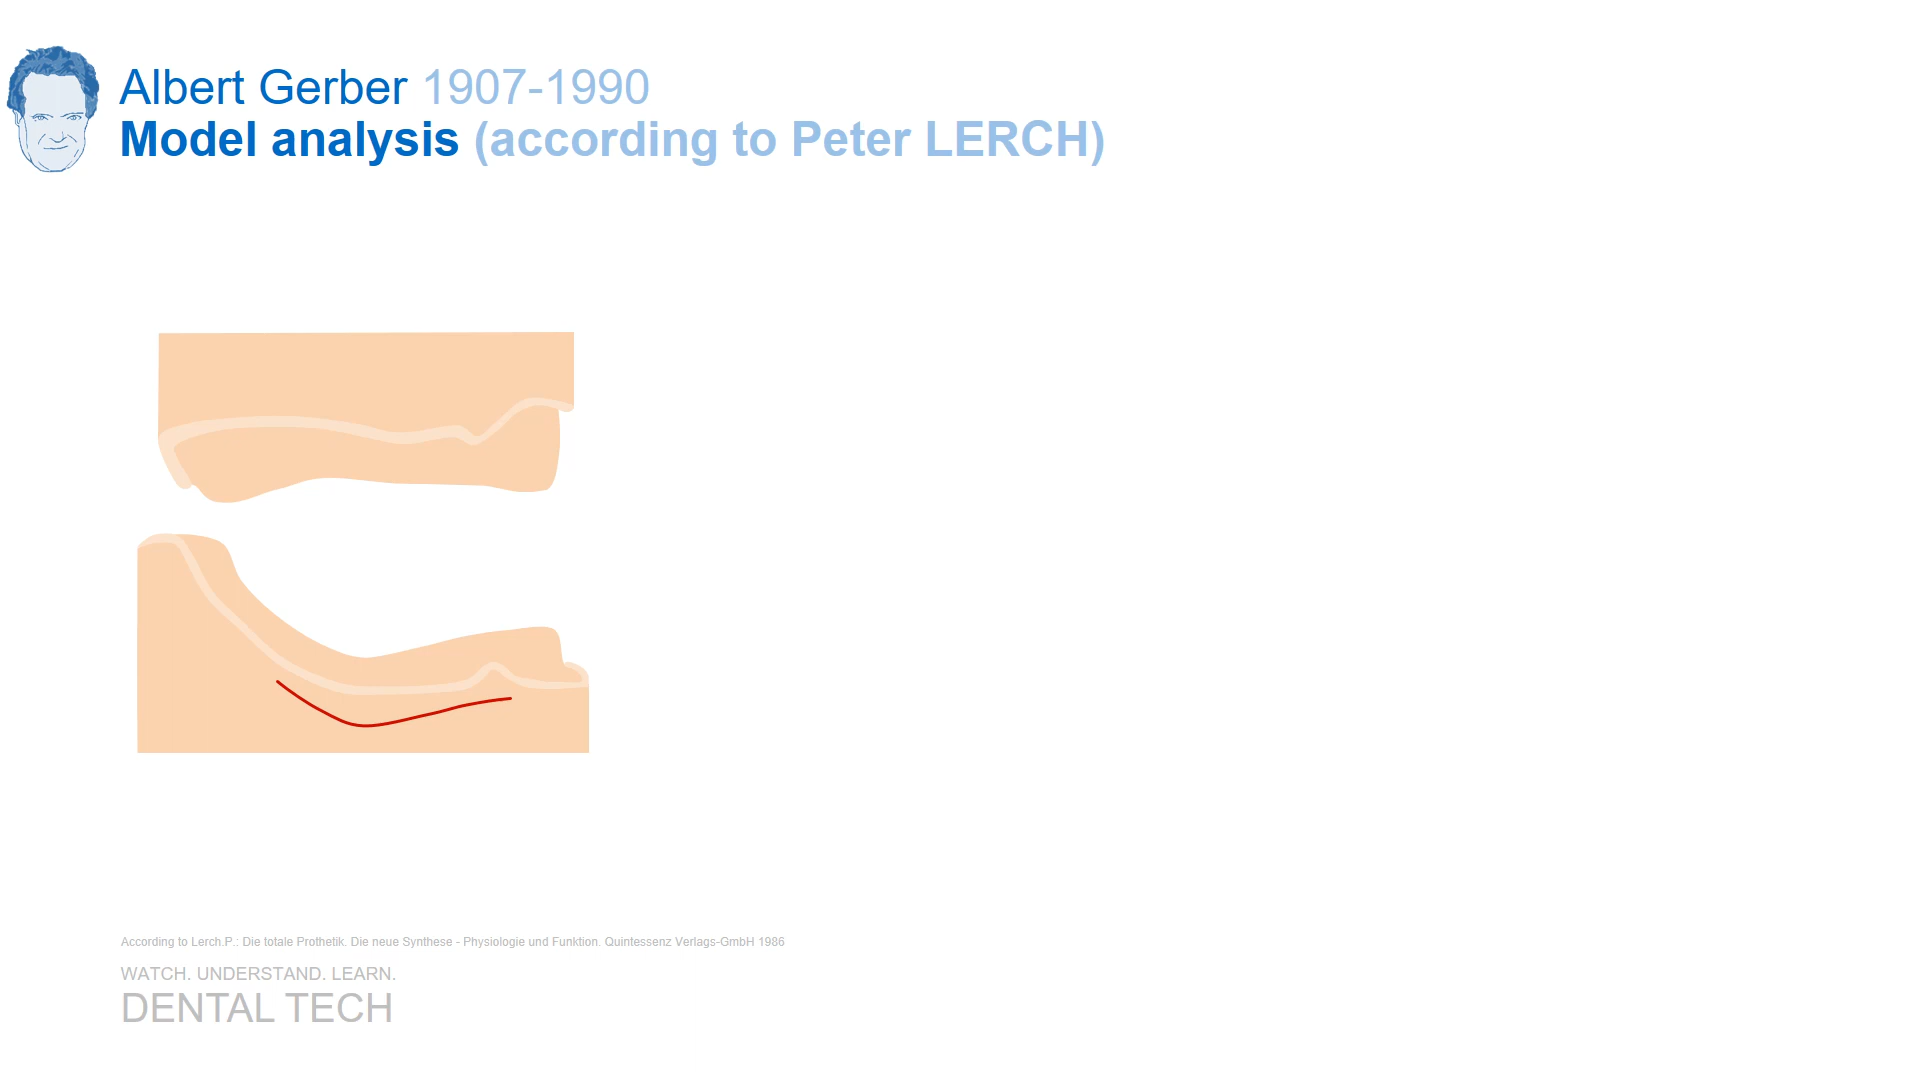 Albert Gerber 1907-1990
Model analysis (according to Peter LERCH)
According to Lerch.P.: Die totale Prothetik. Die neue Synthese - Physiologie und Funktion. Quintessenz Verlags-GmbH 1986
WATCH. UNDERSTAND. LEARN.
DENTAL TECH